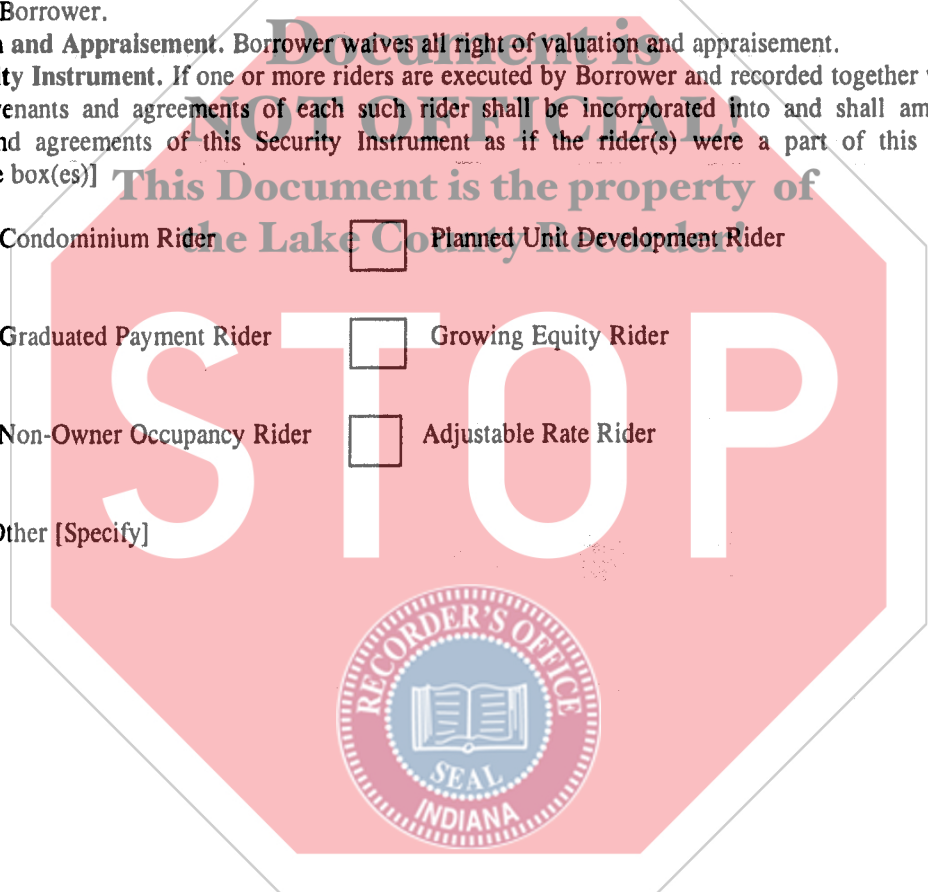 Borrower.
and Appraisement. Borrower waives all right of valuation and appraisement.
Instrument. If one or more riders are executed by Borrower and recorded together
and agreements of each such rider shall be incorporated into and shall
agreements of this Security Instrument as if the rider(s) were a part of this
box(es)]
Condominium Rider
Planned Unit Development Rider
Graduated Payment Rider
Growing Equity Rider
Non-Owner Occupancy Rider
Adjustable Rate Rider
Other [Specify]
Document is
NOT OFFICIAL!
This Document is the property of
the Lake County Recorder!
STOP
RECORDER'S OFFICE
SEAL
INDIANA